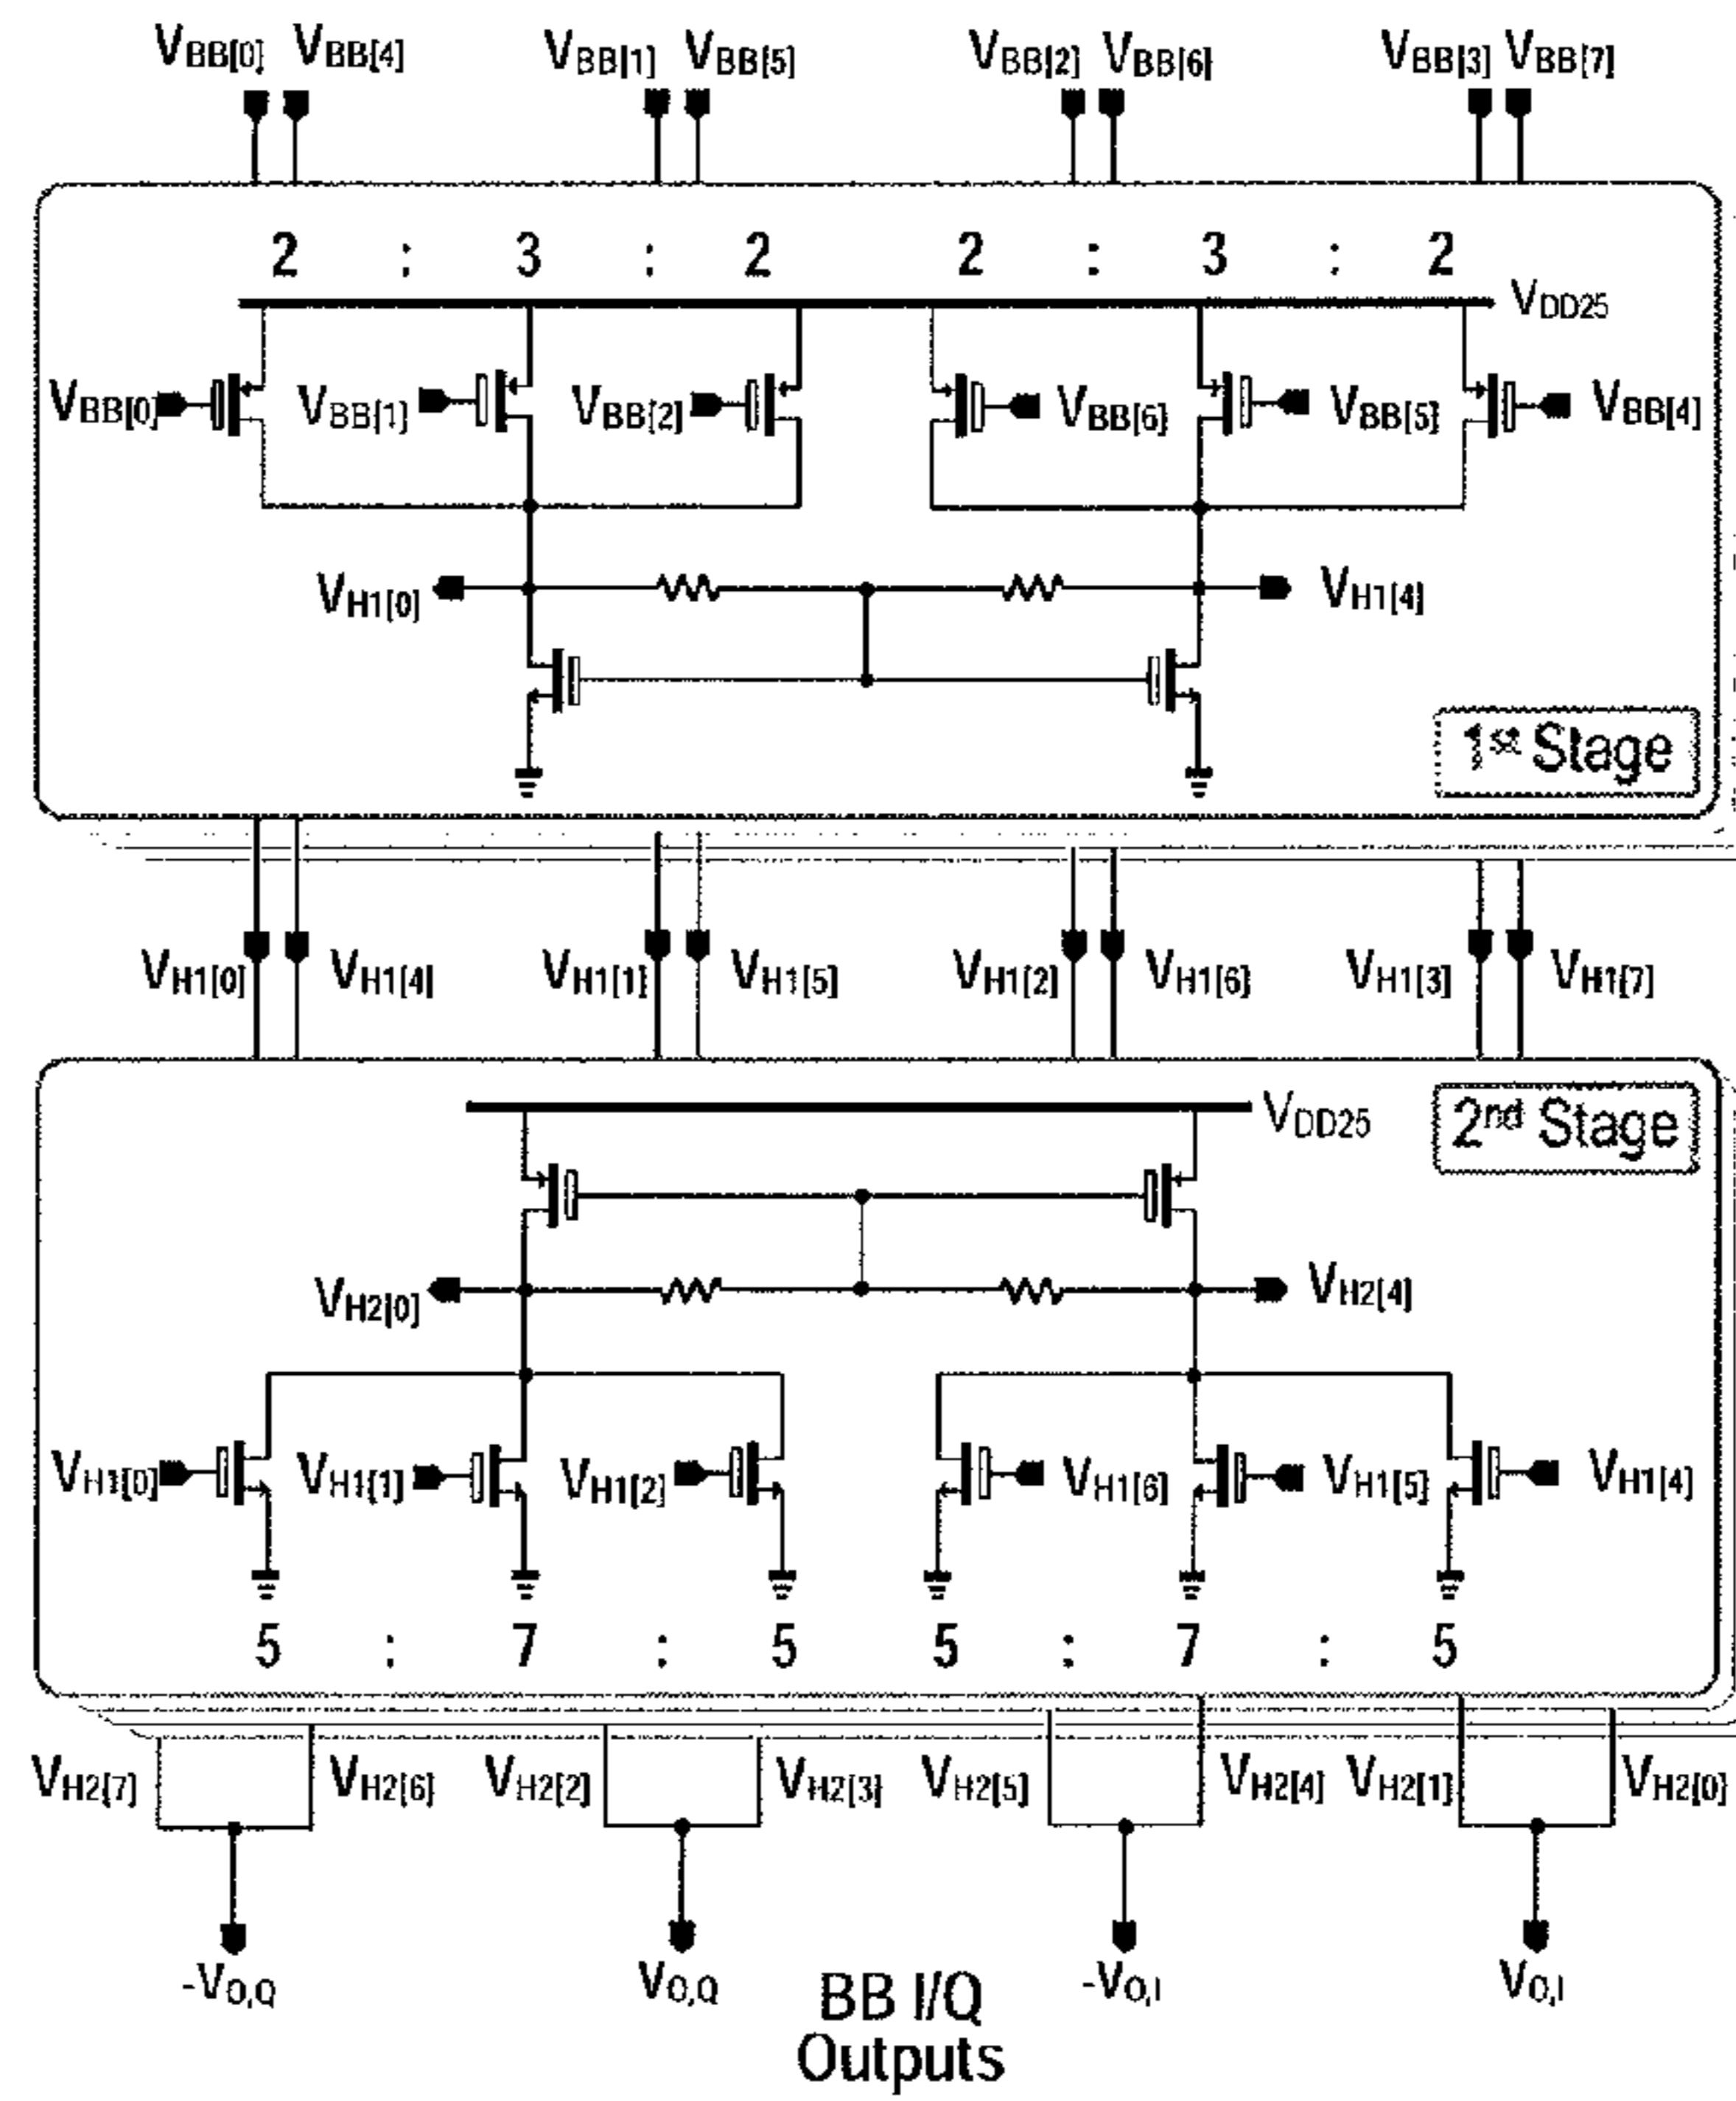 VBB[0] VBB[4] VBB[1] VBB[5] VBB[2] VBB[6] VBB[3] VBB[7]
2 : 3 : 2 2 : 3 : 2
VDD25
VBB[0] VBB[1] VBB[2] VBB[6] VBB[5] VBB[4]
VH1[0] VH1[4]
1st Stage
VH1[0] VH1[4] VH1[1] VH1[5] VH1[2] VH1[6] VH1[3] VH1[7]
VDD25 2nd Stage
VH2[0] VH2[4]
VH1[0] VH1[1] VH1[2] VH1[6] VH1[5] VH1[4]
5 : 7 : 5 5 : 7 : 5
VH2[7] VH2[6] VH2[2] VH2[3] VH2[5] VH2[4] VH2[1] VH2[0]
-VO,Q VO,Q -VO,I VO,I
BB I/Q
Outputs